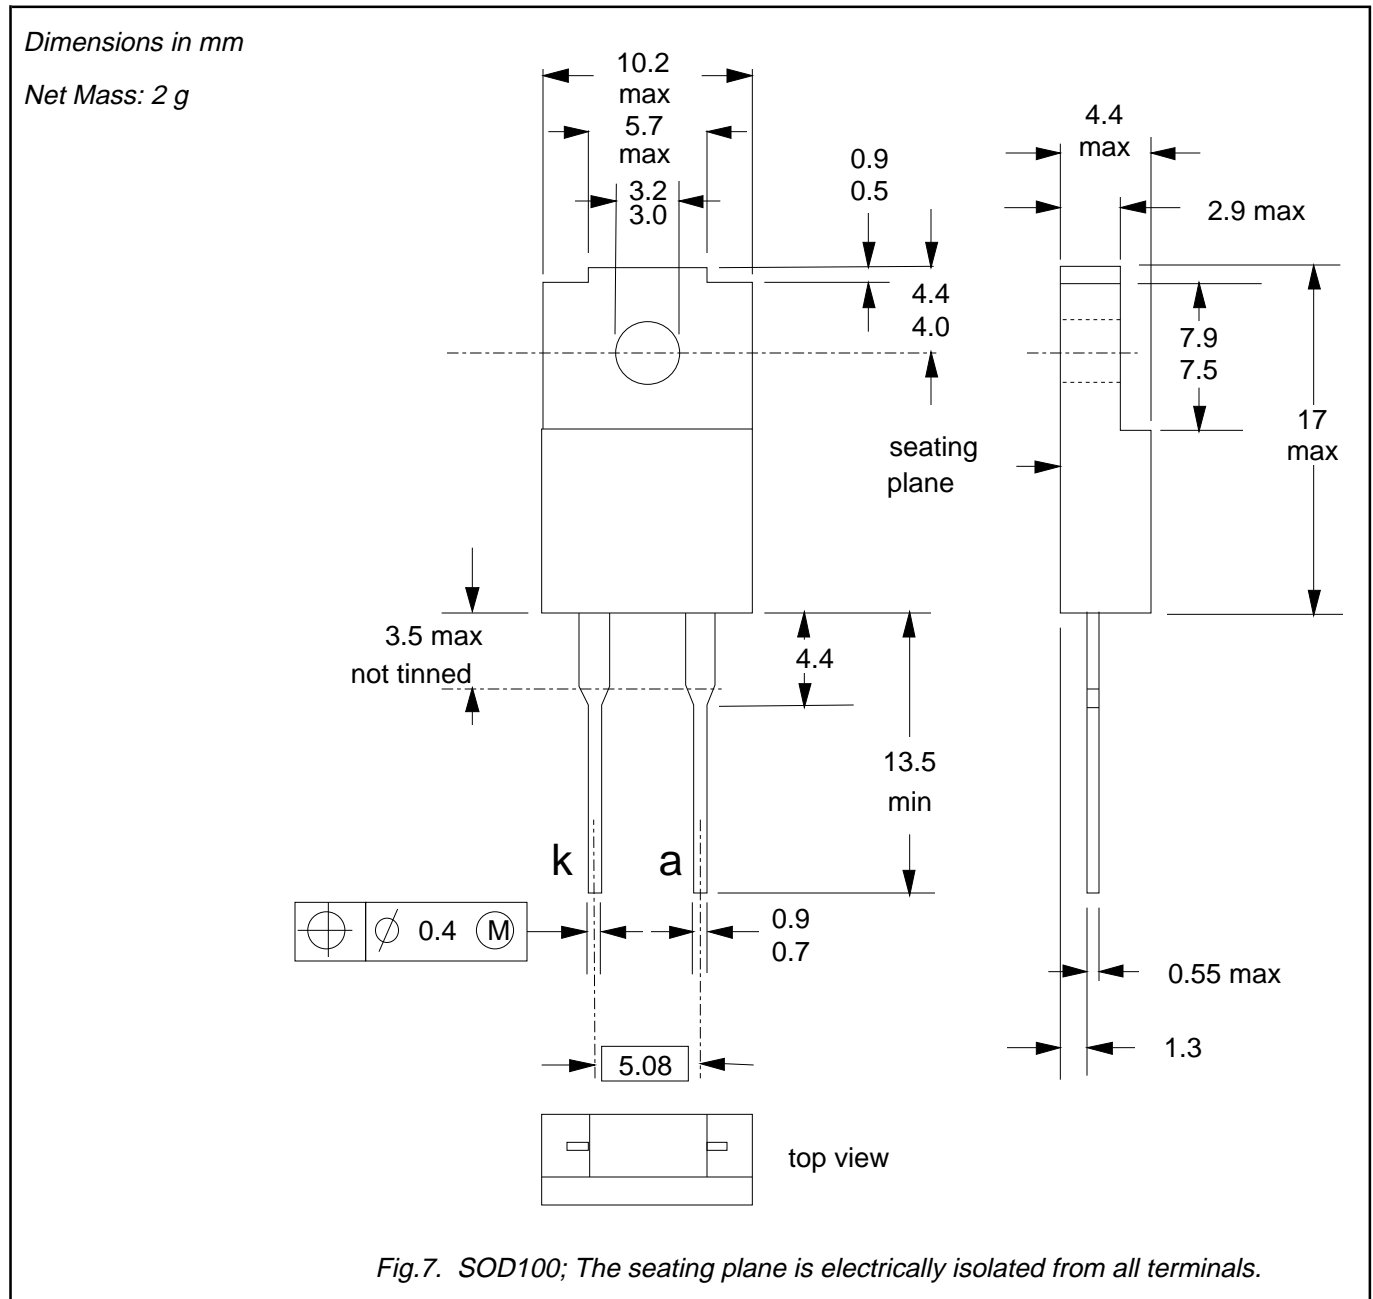 Dimensions in mm
Net Mass: 2 g
10.2
max
5.7
max
3.2
3.0
0.9
0.5
4.4
4.0
4.4
max
2.9 max
7.9
7.5
17
max
seating
plane
3.5 max
not tinned
4.4
13.5
min
k
a
0.4 M
0.9
0.7
0.55 max
1.3
5.08
top view
Fig.7. SOD100; The seating plane is electrically isolated from all terminals.